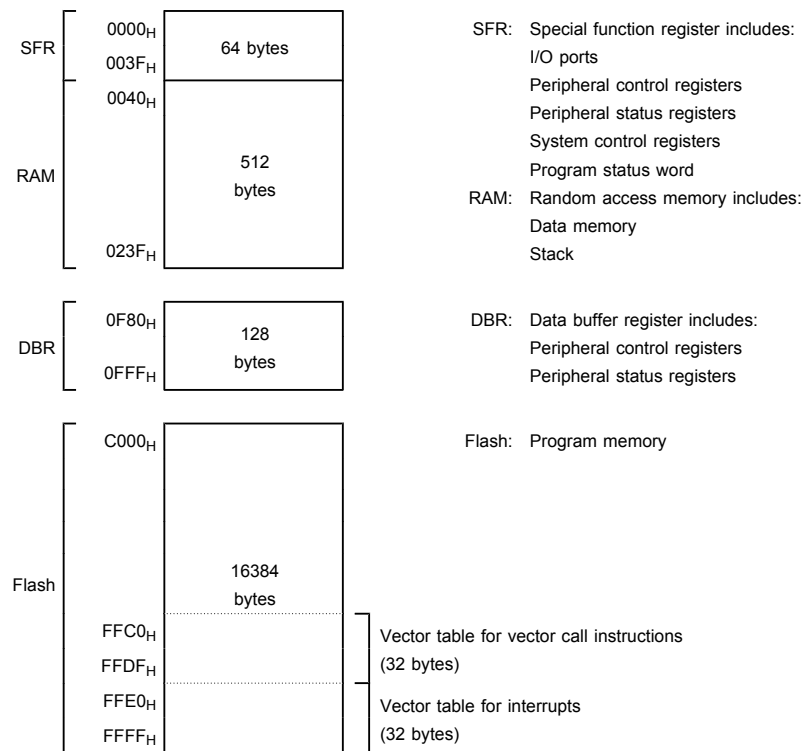 0000H
SFR
64 bytes
003FH
0040H
RAM
512
bytes
023FH
SFR: Special function register includes:
I/O ports
Peripheral control registers
Peripheral status registers
System control registers
Program status word
RAM: Random access memory includes:
Data memory
Stack
0F80H
DBR
128
bytes
0FFFH
DBR: Data buffer register includes:
Peripheral control registers
Peripheral status registers
C000H
Flash: Program memory
Flash
16384
bytes
FFC0H
FFDFH
Vector table for vector call instructions
(32 bytes)
FFE0H
FFFFH
Vector table for interrupts
(32 bytes)